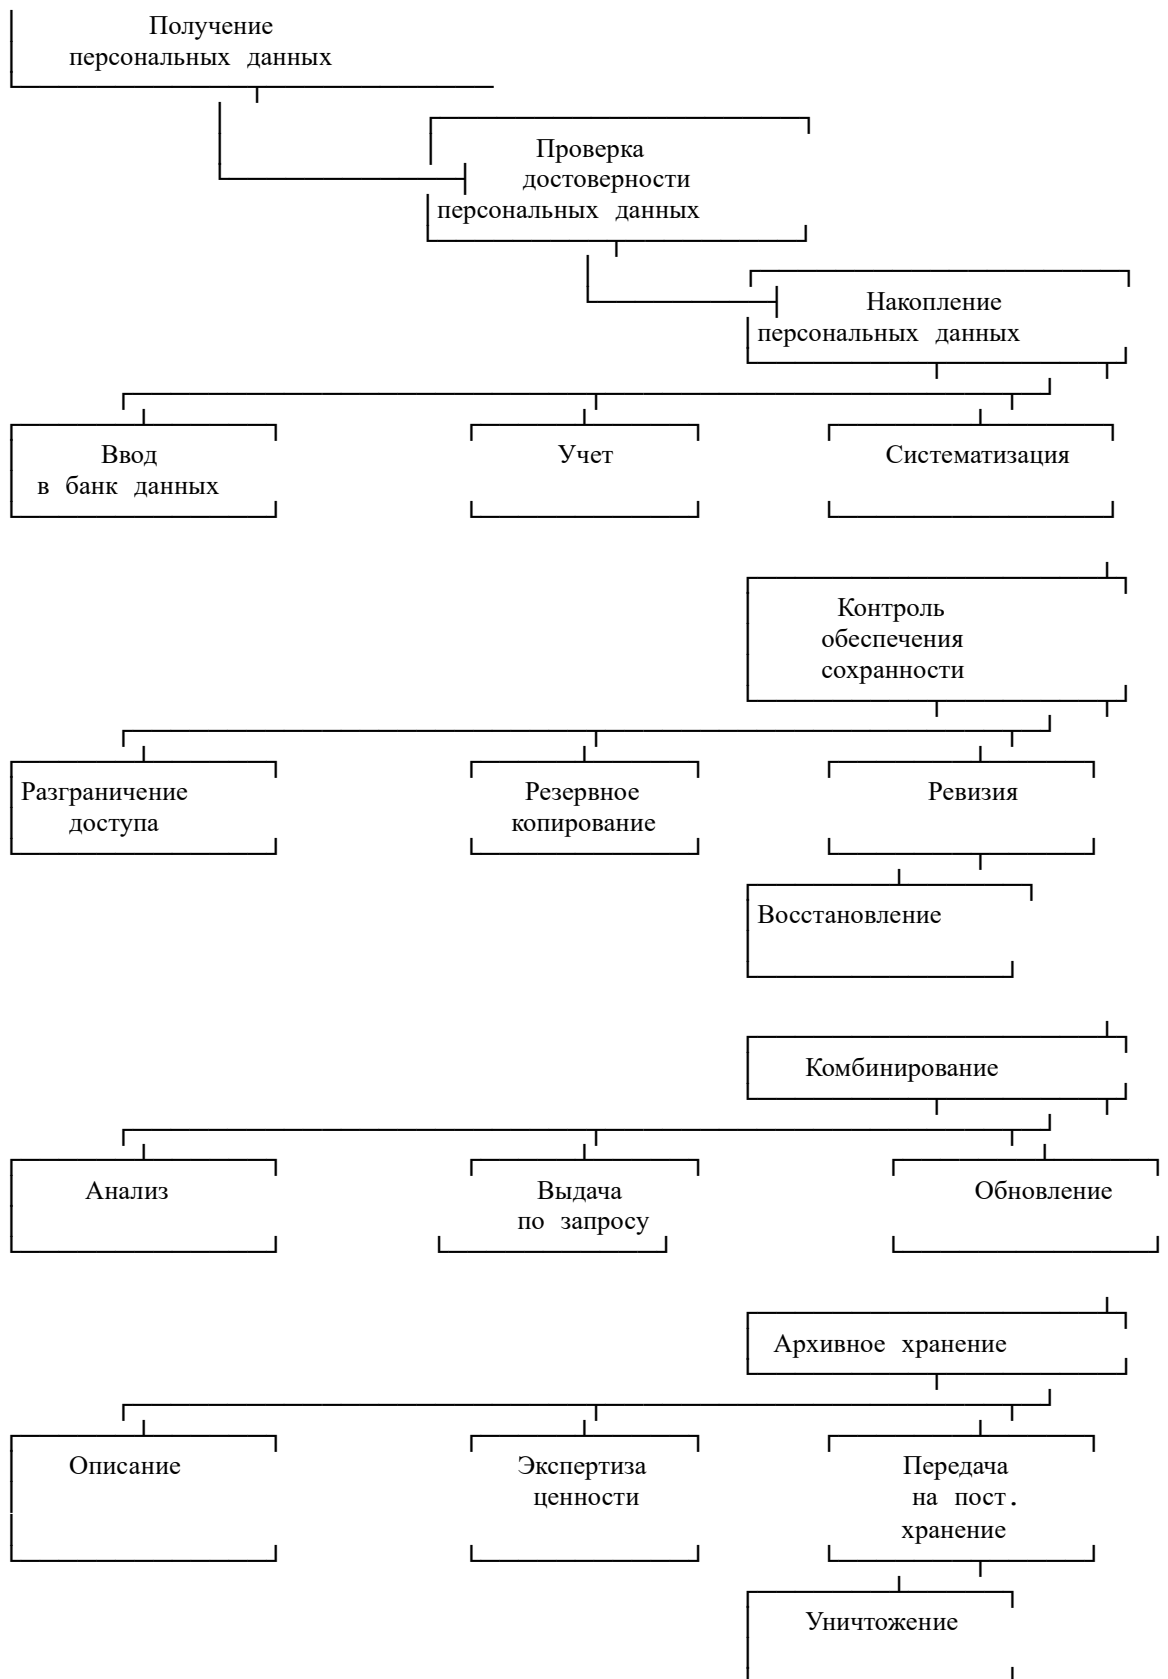 Получение
персональных данных
Проверка
достоверности
персональных данных
Накопление
персональных данных
Ввод
в банк данных
Учет
Систематизация
Контроль
обеспечения
сохранности
Разграничение
доступа
Резервное
копирование
Ревизия
Восстановление
Комбинирование
Анализ
Выдача
по запросу
Обновление
Архивное хранение
Описание
Экспертиза
ценности
Передача
на пост.
хранение
Уничтожение